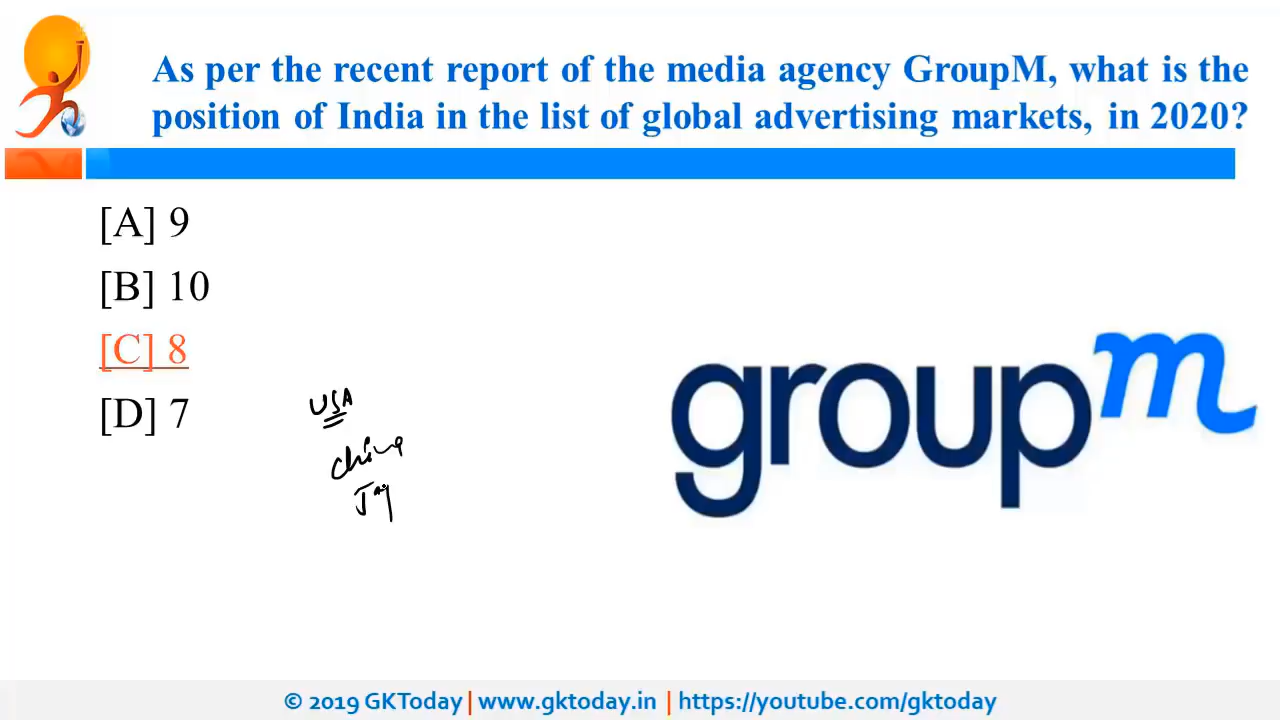 As per the recent report of the media agency GroupM, what is the
position of India in the list of global advertising markets, in 2020?
[A] 9
[B] 10
[C] 8
[D] 7
USA
China
groupm
© 2019 GKToday | www.gktoday.in | https://youtube.com/gktoday